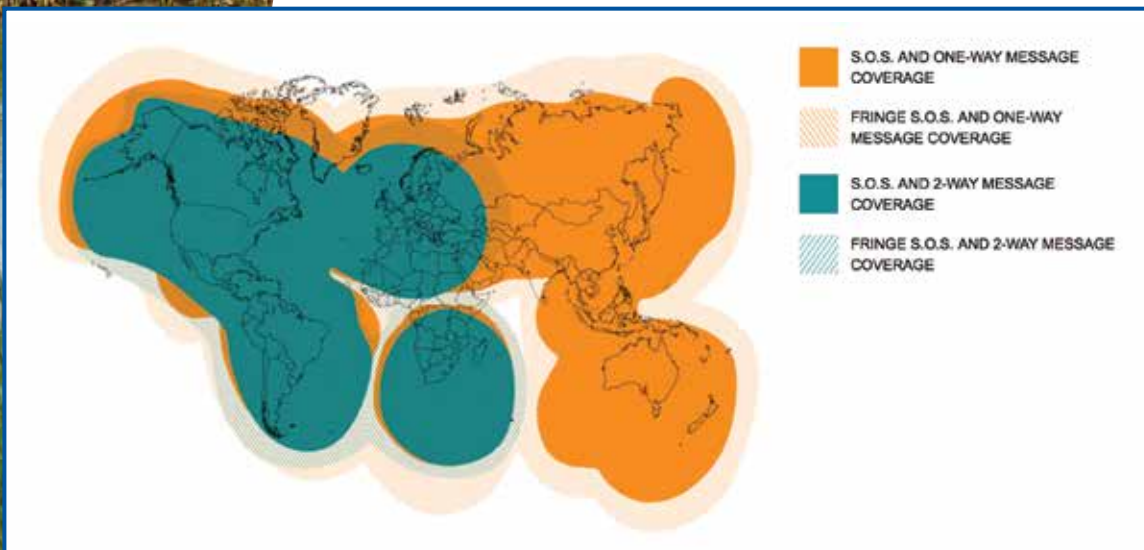 S.O.S. AND ONE-WAY MESSAGE
COVERAGE
FRINGE S.O.S. AND ONE-WAY
MESSAGE COVERAGE
S.O.S. AND 2-WAY MESSAGE
COVERAGE
FRINGE S.O.S. AND 2-WAY MESSAGE
COVERAGE